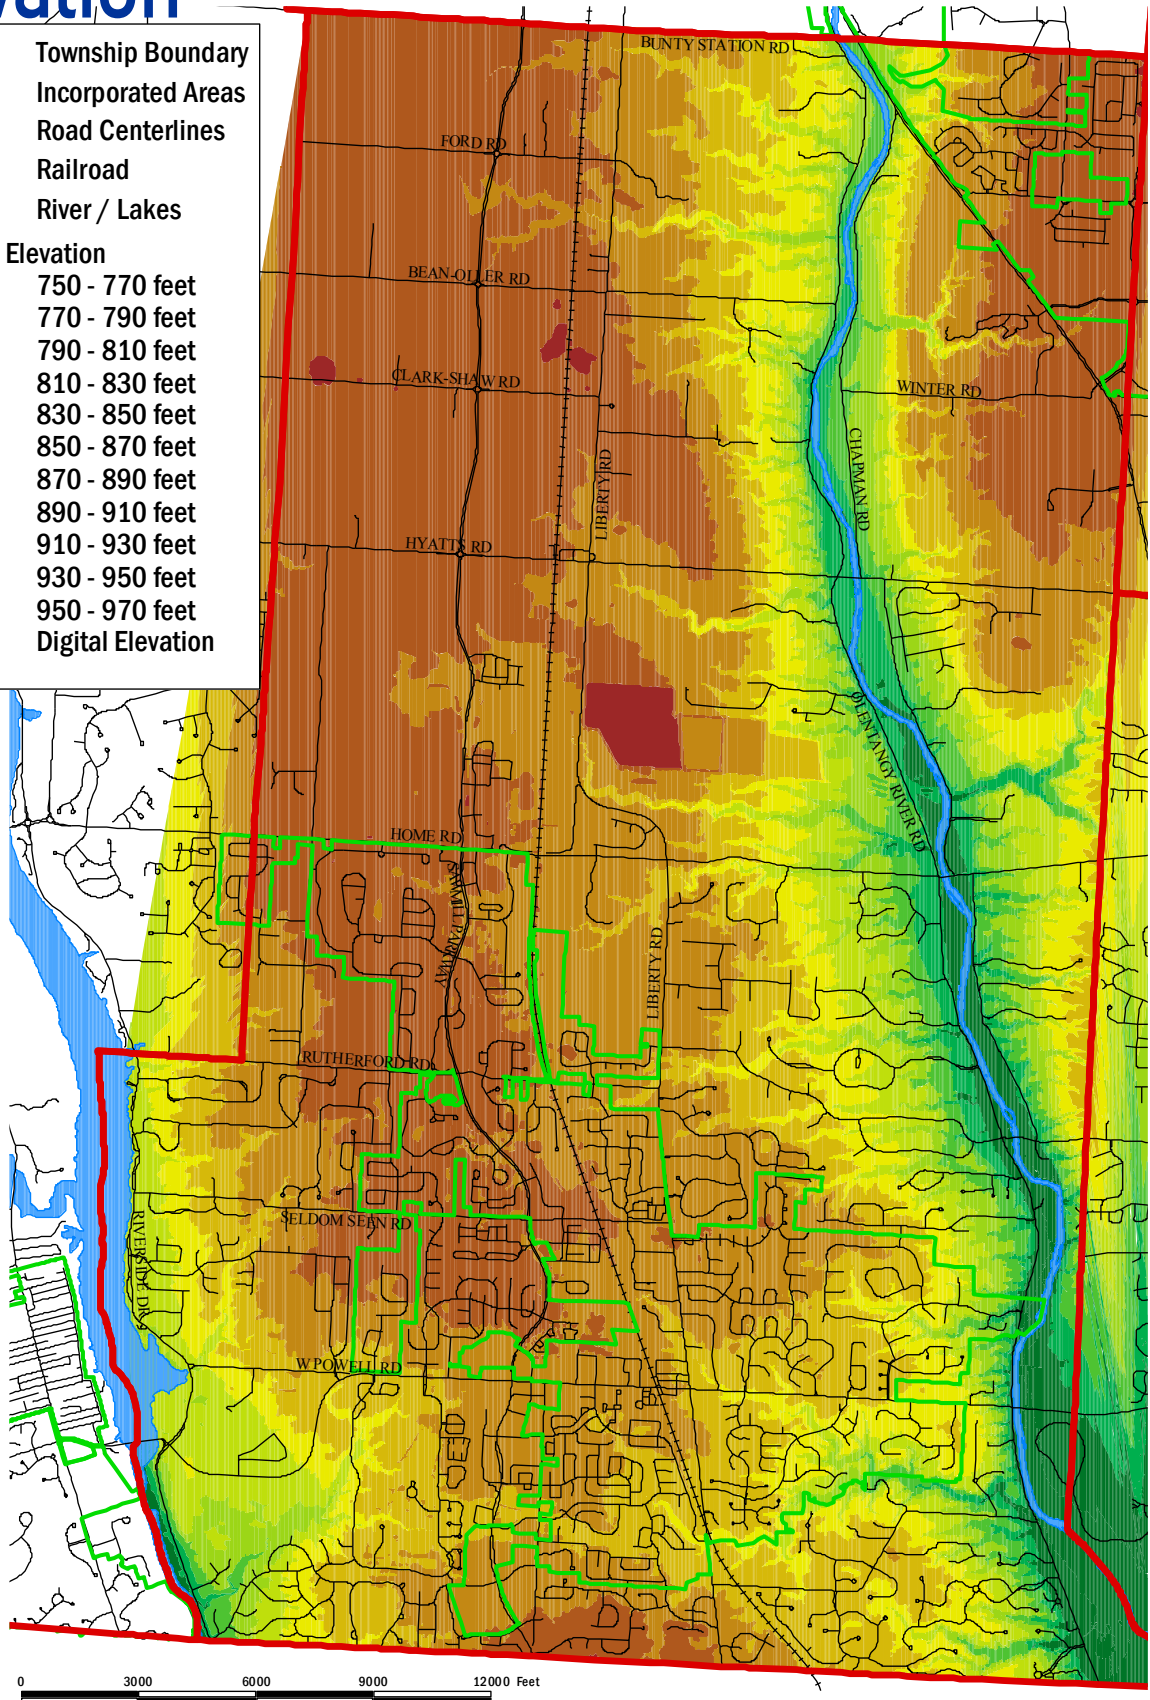 Township Boundary
Incorporated Areas
Road Centerlines
Railroad
River / Lakes
Elevation
750 - 770 feet
770 - 790 feet
790 - 810 feet
810 - 830 feet
830 - 850 feet
850 - 870 feet
870 - 890 feet
890 - 910 feet
910 - 930 feet
930 - 950 feet
950 - 970 feet
Digital Elevation
BUNTY STATION RD
FORD RD
BEAN-OLLER RD
CLARK-SHAW RD
WINTER RD
CHAPMAN RD
LIBERTY RD
HYATTS RD
OLENTANGY RIVER RD
HOME RD
SAWMILL PARKWAY
LIBERTY RD
RUTHERFORD RD
SELDOM SEEN RD
RIVERSIDE DR
W POWELL RD
0 3000 6000 9000 12000 Feet